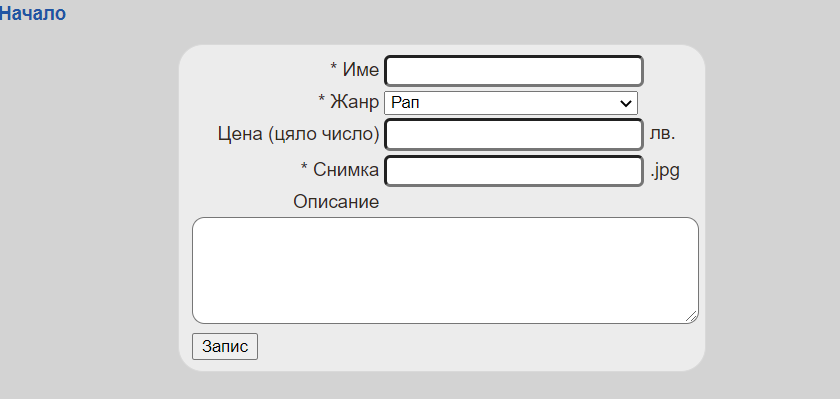 Начало
* Име
* Жанр Рап
Цена (цяло число) лв.
* Снимка .jpg
Описание
Запис